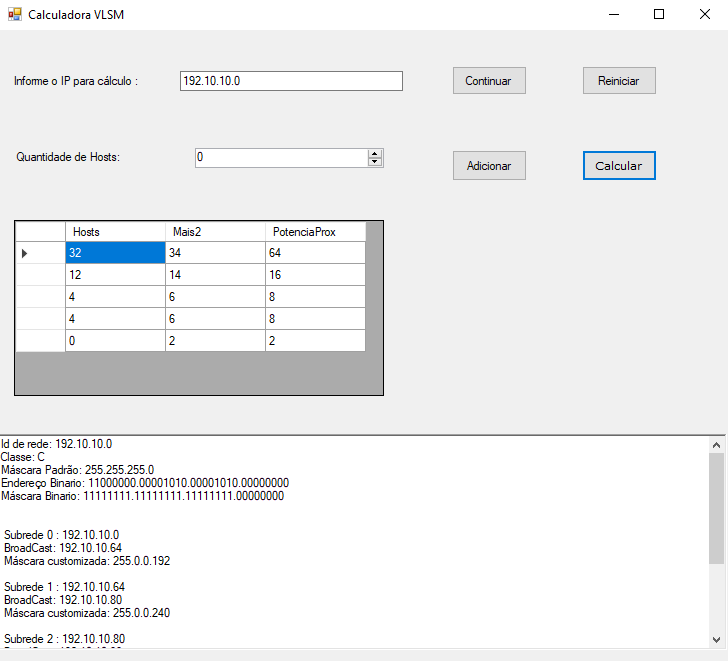 Calculadora VLSM
Informe o IP para cálculo :
192.10.10.0
Continuar
Reiniciar
Quantidade de Hosts:
0
Adicionar
Calcular
Hosts Mais2 PotenciaProx
32 34 64
12 14 16
4 6 8
4 6 8
0 2 2
Id de rede: 192.10.10.0
Classe: C
Máscara Padrão: 255.255.255.0
Endereço Binario: 11000000.00001010.00001010.00000000
Máscara Binario: 11111111.11111111.11111111.00000000
Subrede 0 : 192.10.10.0
BroadCast: 192.10.10.64
Máscara customizada: 255.0.0.192
Subrede 1 : 192.10.10.64
BroadCast: 192.10.10.80
Máscara customizada: 255.0.0.240
Subrede 2 : 192.10.10.80